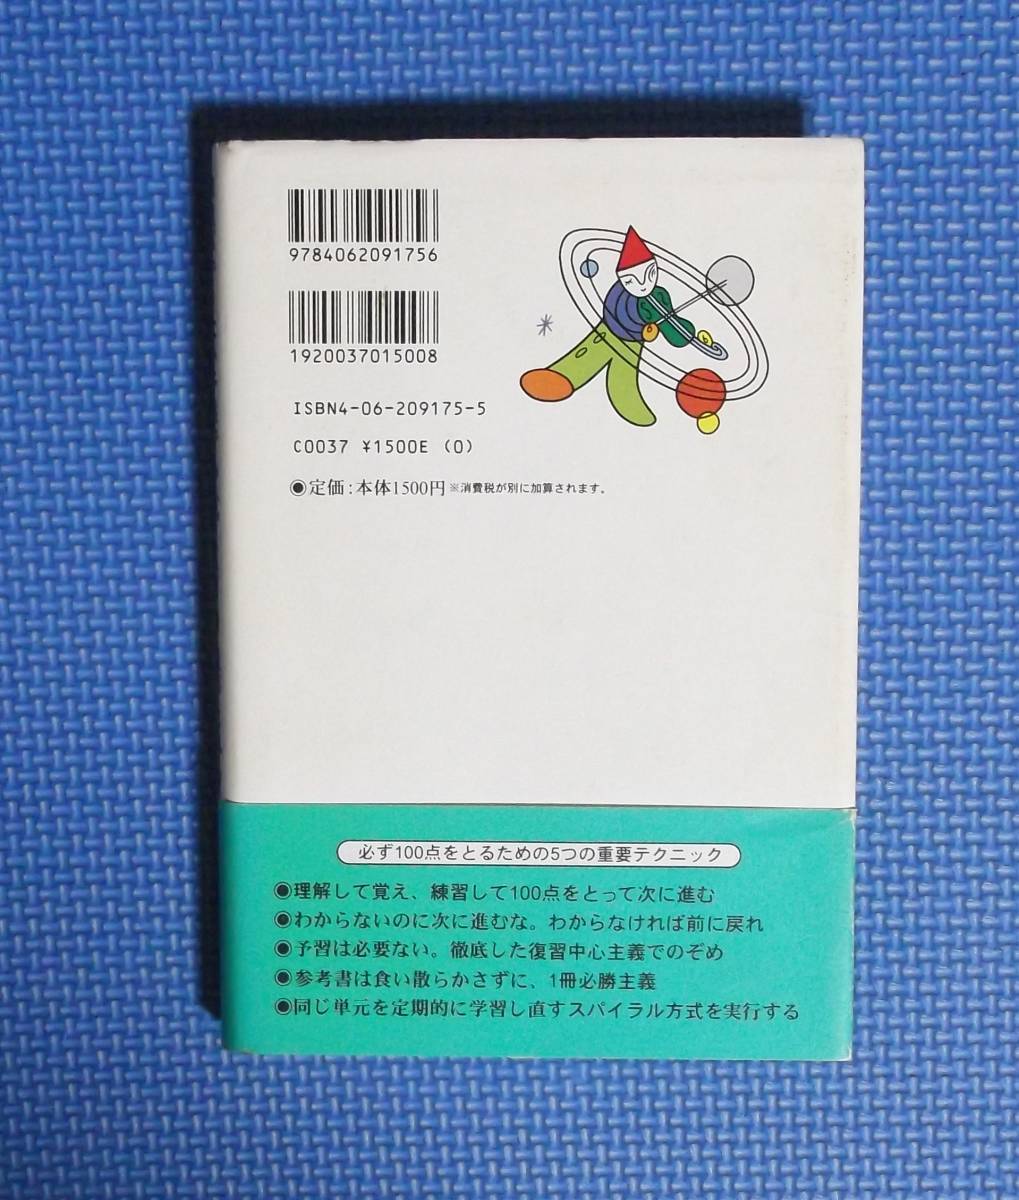 9784062091756
1920037015008
ISBN4-06-209175-5
C0037 ¥1500E (0)
●定価:本体1500円 ※消費税が別に加算されます。
必ず100点をとるための5つの重要テクニック
●理解して覚え、練習して100点をとって次に進む
●わからないのに次に進むな。わからなければ前に戻れ
●予習は必要ない。徹底した復習中心主義でのぞめ
●参考書は食い散らかさずに、1冊必勝主義
●同じ単元を定期的に学習し直すスパイラル方式を実行する